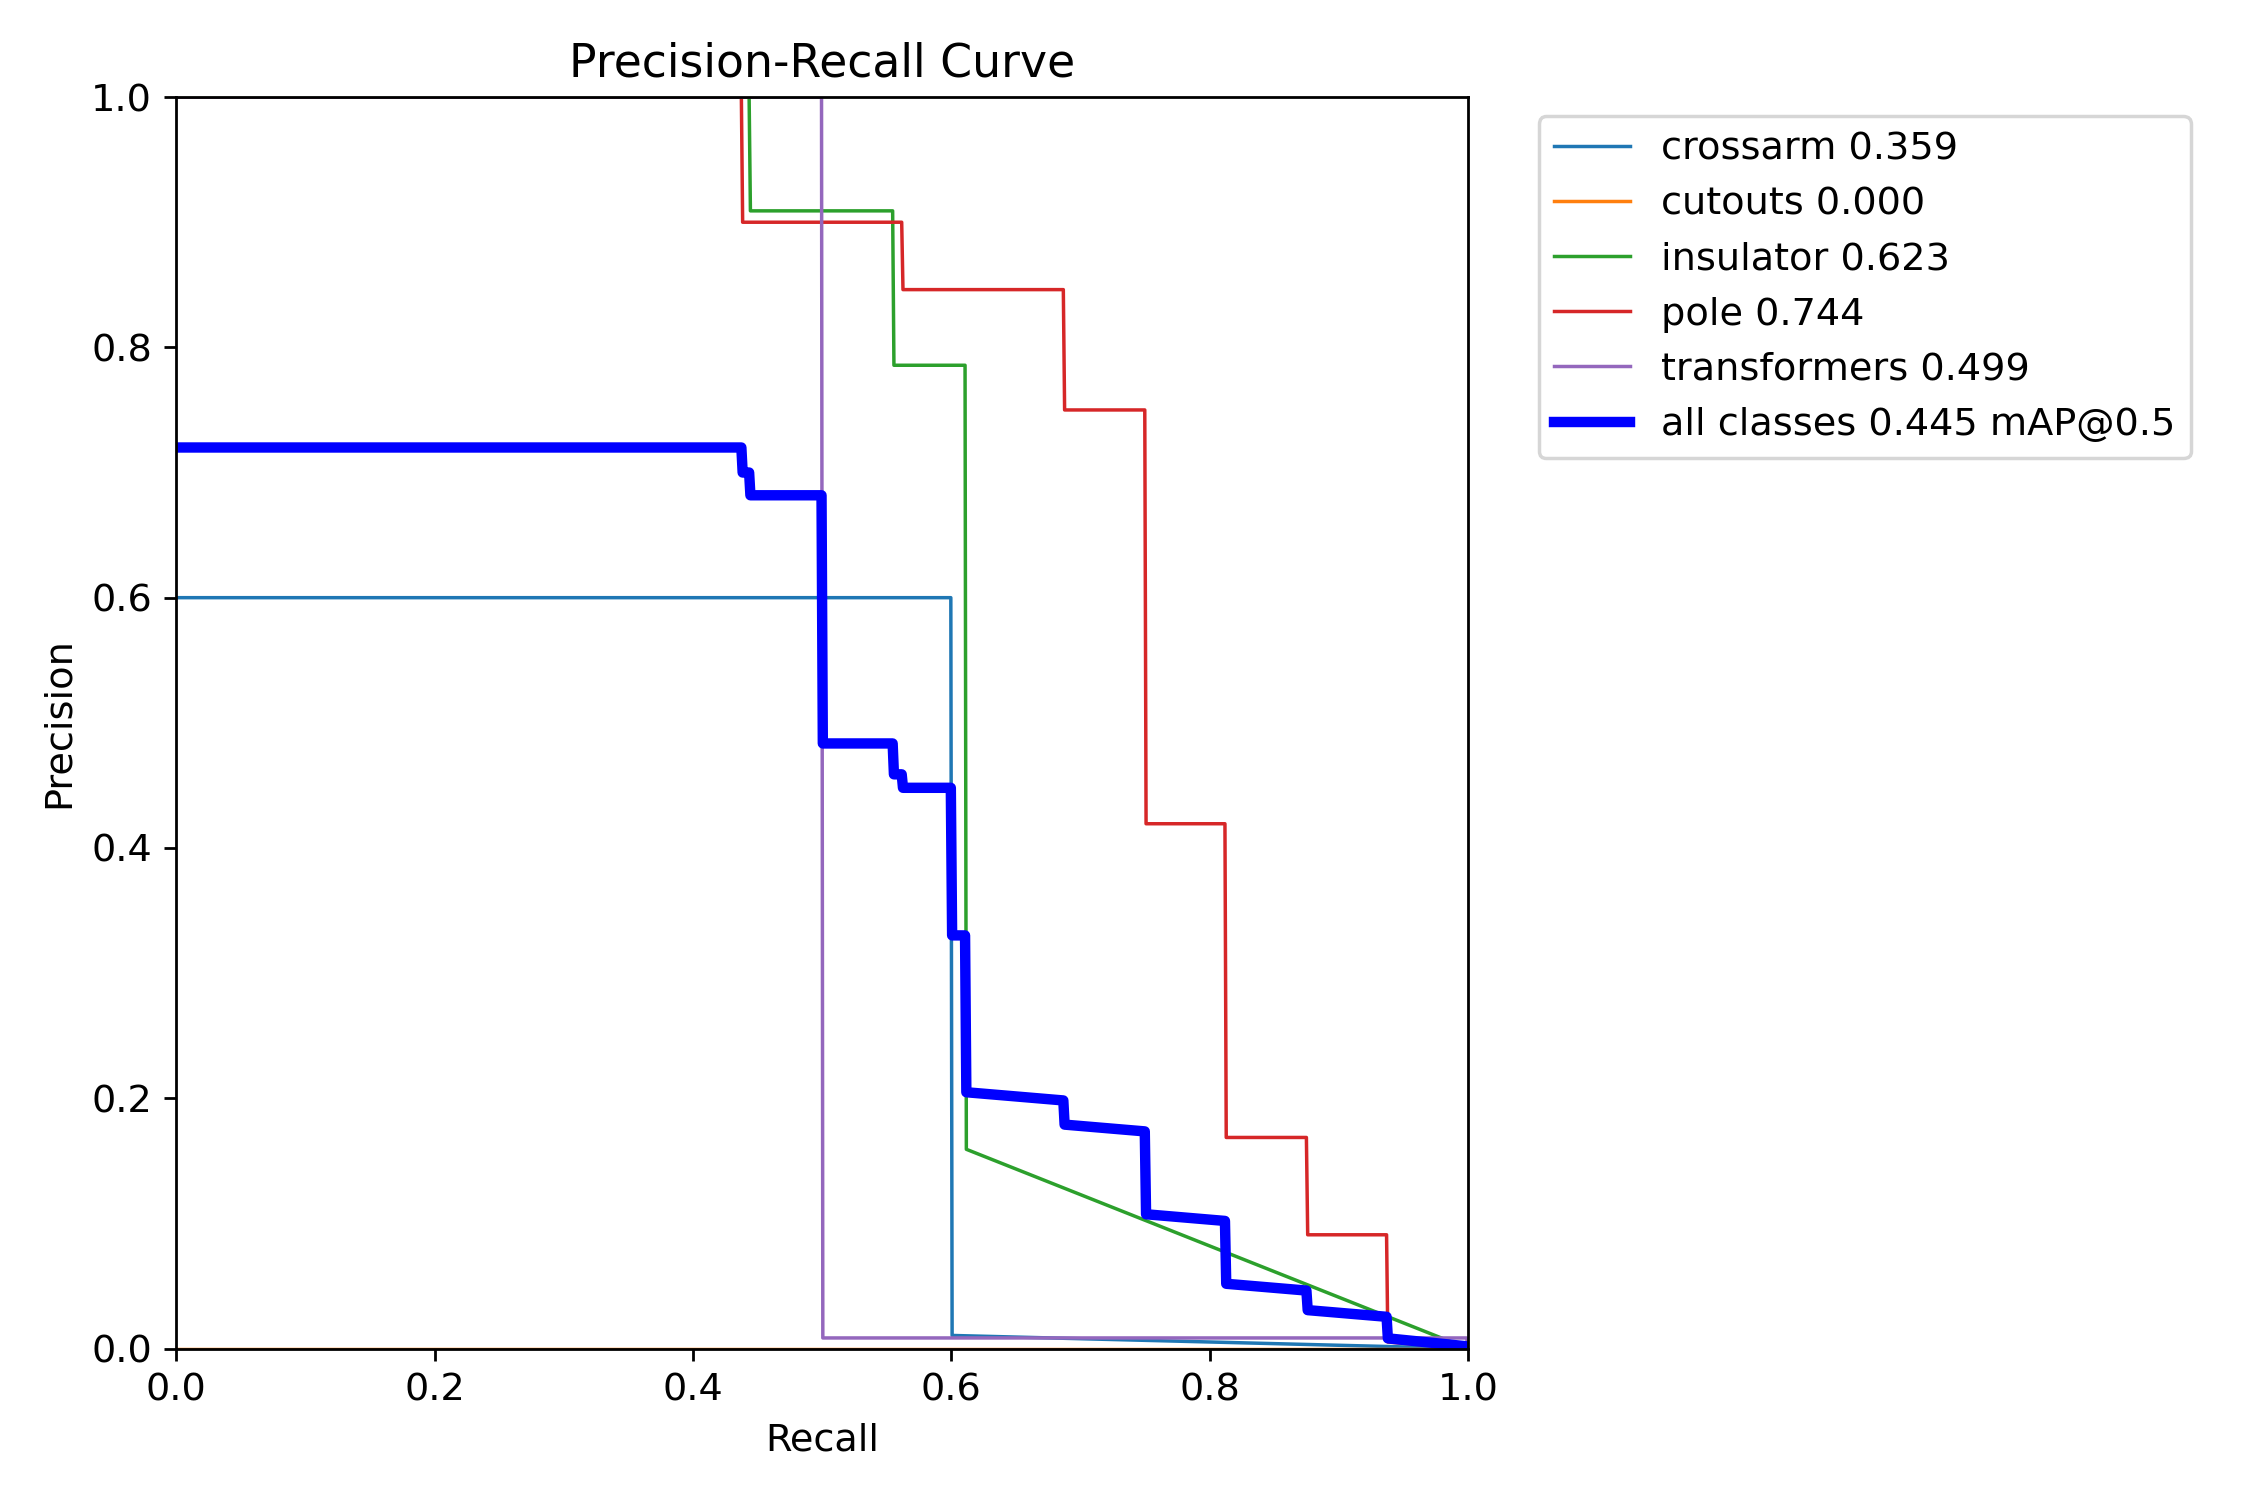 Precision-Recall Curve
1.0
0.8
0.6
0.4
0.2
0.0
Precision
0.0 0.2 0.4 0.6 0.8 1.0
Recall
crossarm 0.359
cutouts 0.000
insulator 0.623
pole 0.744
transformers 0.499
all classes 0.445 mAP@0.5